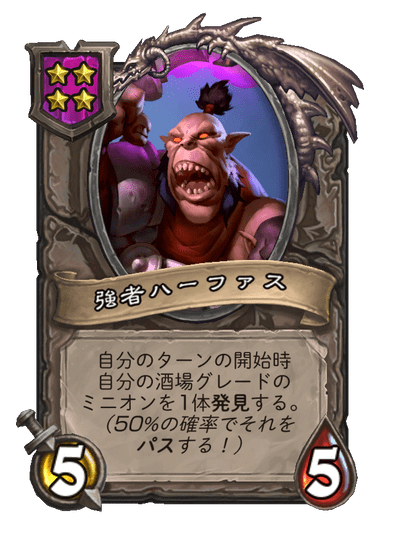 強者ハーファス
自分のターンの開始時
自分の酒場グレードの
ミニオンを1体発見する。
（50%の確率でそれを
パスする！）
5
5